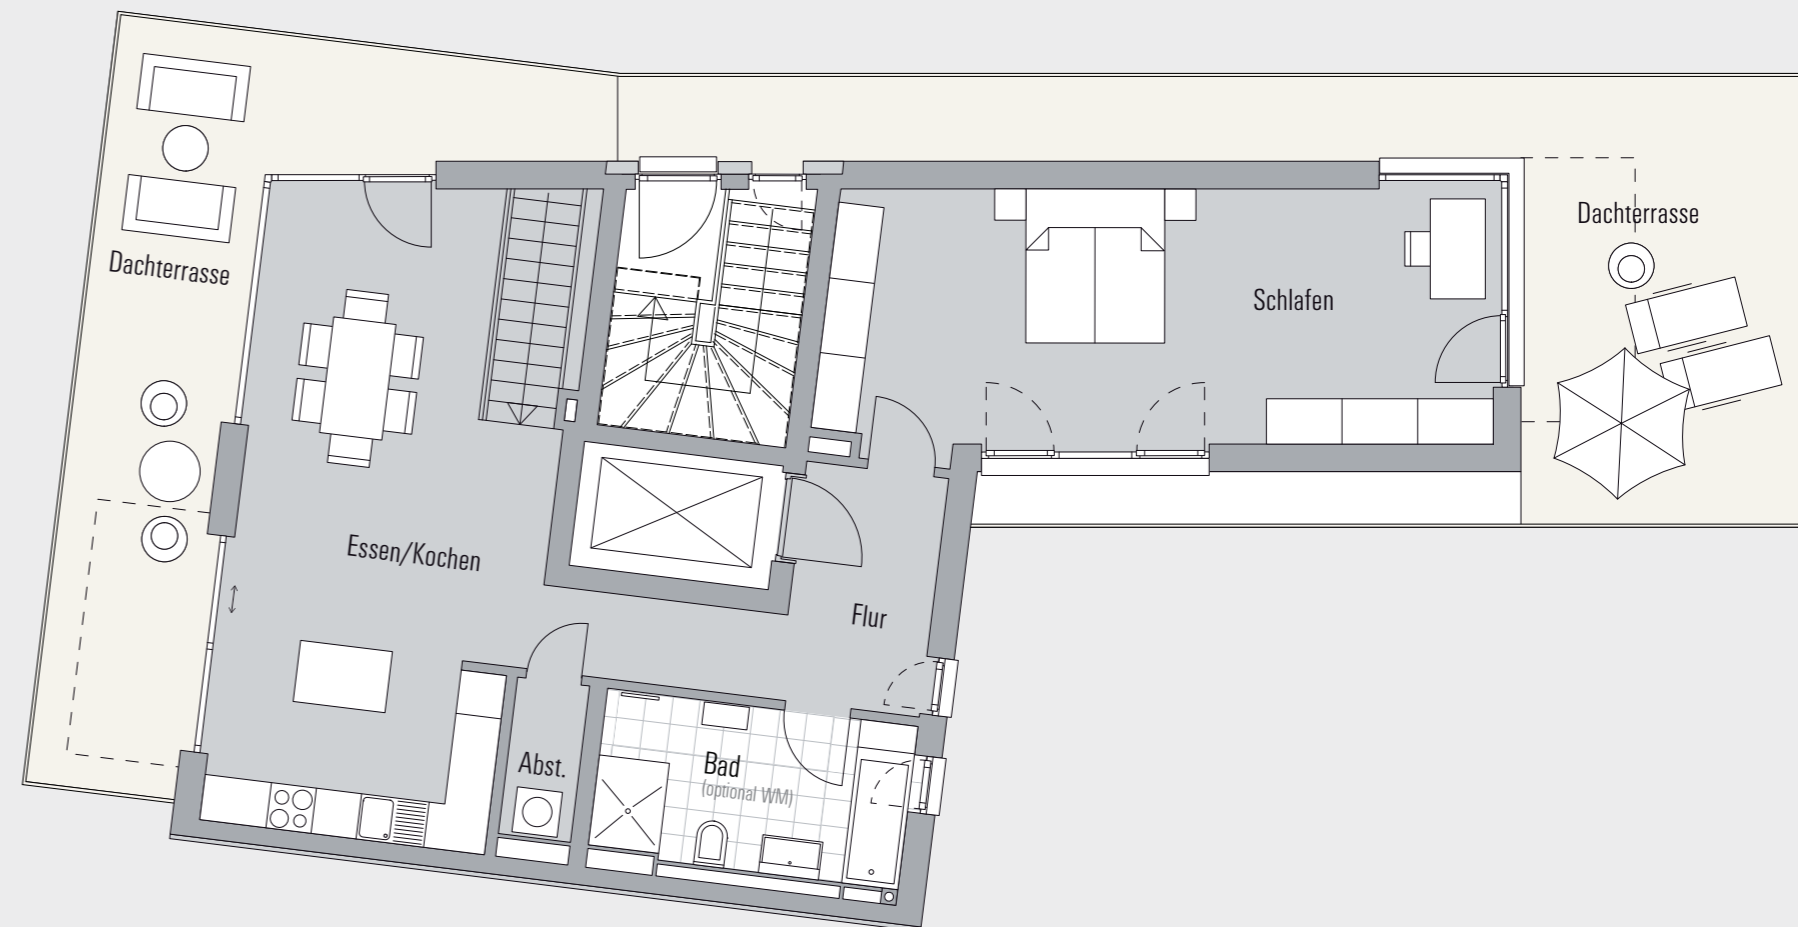 Dachterrasse
Dachterrasse
Schlafen
Essen/Kochen
Flur
Abst.
Bad
(optional WM)